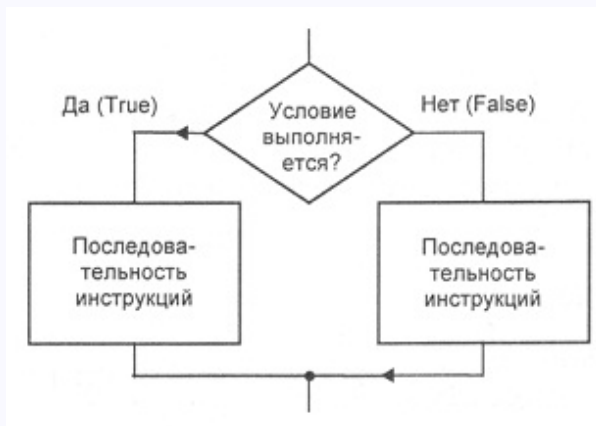 Да (True)
Условие
выполня-
ется?
Нет (False)
Последова-
тельность
инструкций
Последова-
тельность
инструкций